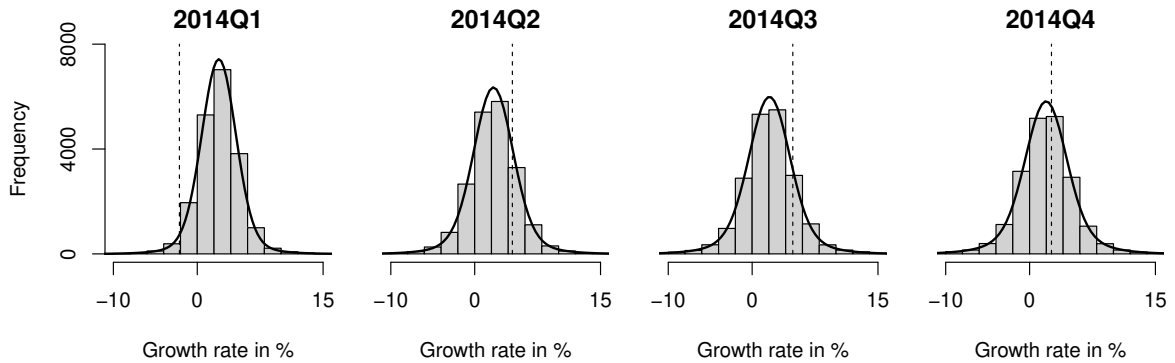 2014Q1 2014Q2 2014Q3 2014Q4
Frequency
8000
4000
0
−10 0 15 −10 0 15 −10 0 15 −10 0 15
Growth rate in % Growth rate in % Growth rate in % Growth rate in %